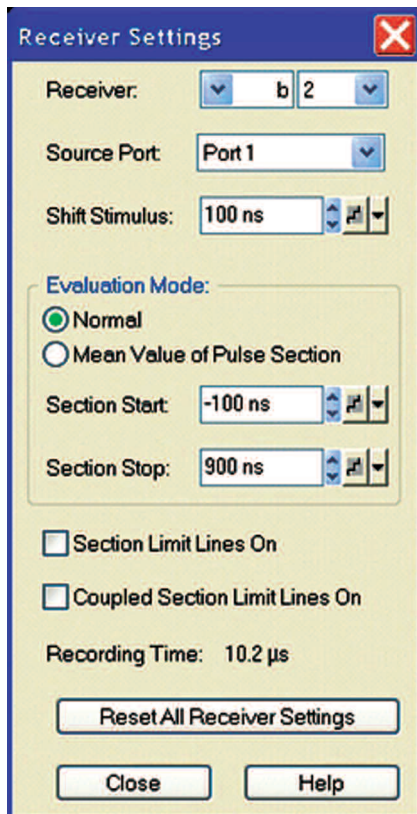 Receiver Settings
Receiver: b 2
Source Port: Port 1
Shift Stimulus: 100 ns
Evaluation Mode:
Normal
Mean Value of Pulse Section
Section Start: -100 ns
Section Stop: 900 ns
Section Limit Lines On
Coupled Section Limit Lines On
Recording Time: 10.2 µs
Reset All Receiver Settings
Close Help